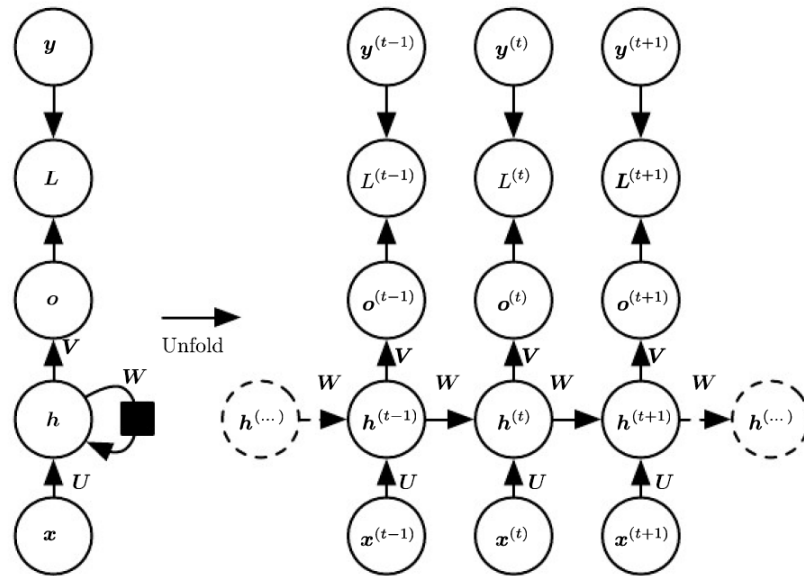 y y^(t−1) y^(t) y^(t+1)
L L^(t−1) L^(t) L^(t+1)
o o^(t−1) o^(t) o^(t+1)
Unfold
V V V V
W W W W W
h h^(...) h^(t−1) h^(t) h^(t+1) h^(...)
U U U U
x x^(t−1) x^(t) x^(t+1)